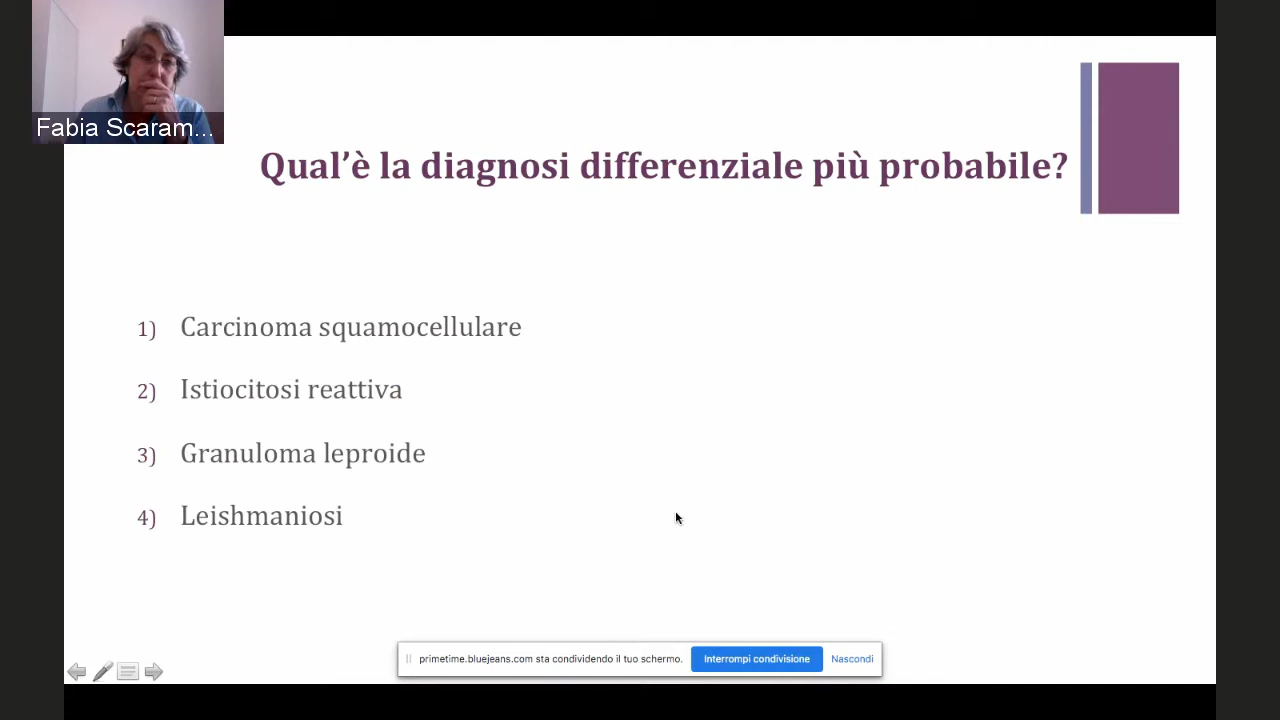 Fabia Scaram...
Qual’è la diagnosi differenziale più probabile?
1) Carcinoma squamocellulare
2) Istiocitosi reattiva
3) Granuloma leproide
4) Leishmaniosi
primetime.bluejeans.com sta condividendo il tuo schermo. Interrompi condivisione Nascondi